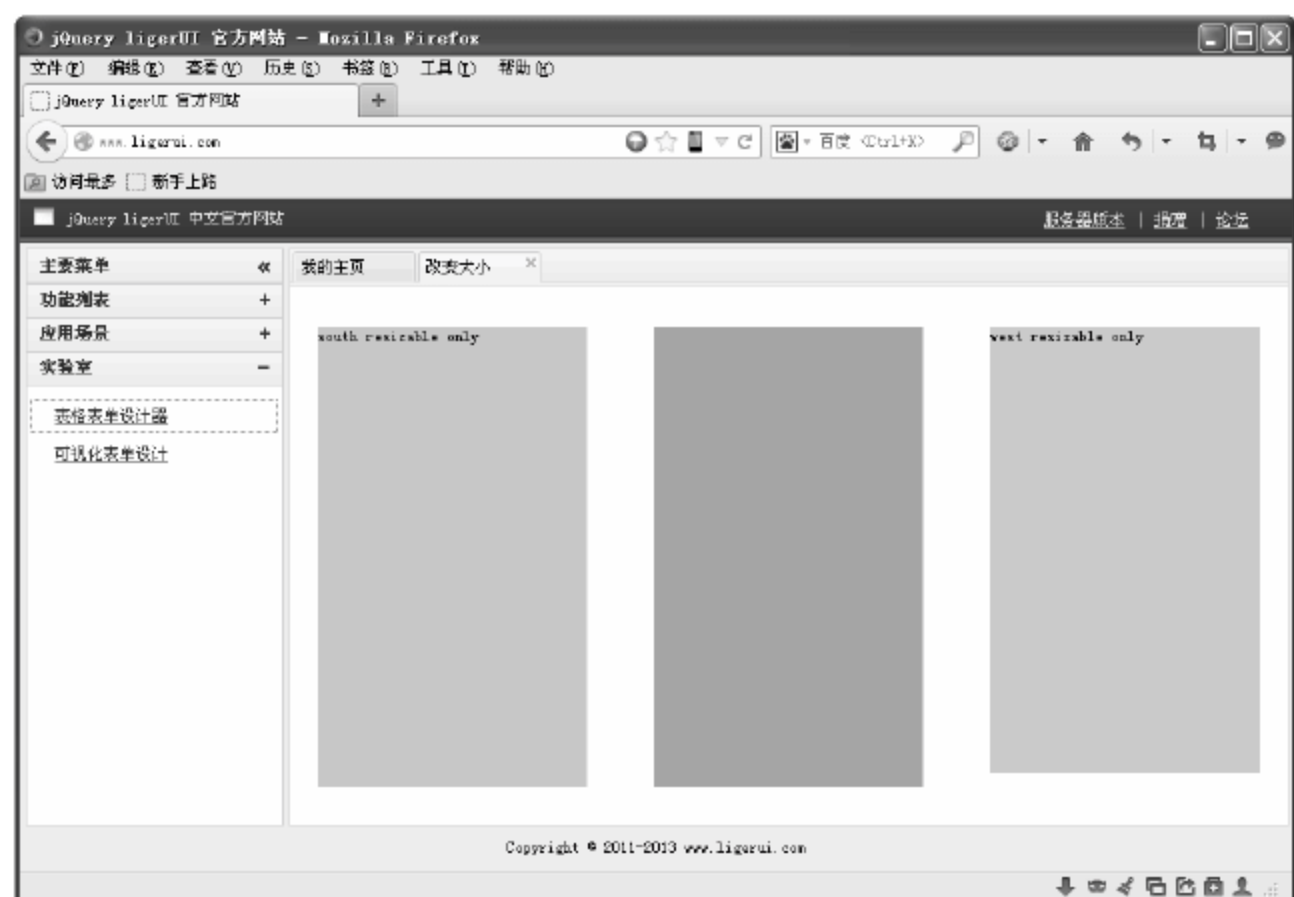 jQuery ligerUI 官方网站 - Mozilla Firefox
文件(F) 编辑(E) 查看(V) 历史(S) 书签(B) 工具(T) 帮助(H)
jQuery ligerUI 官方网站 +
www.ligerui.com 百度 <Ctrl+K>
访问最多 新手上路
jQuery ligerUI 中文官方网站 服务器版本 | 捐赠 | 论坛
主要菜单 «
功能列表 +
应用场景 +
实验室 −
表格表单设计器
可视化表单设计
我的主页 改变大小 ×
south resizable only
west resizable only
Copyright © 2011-2013 www.ligerui.com